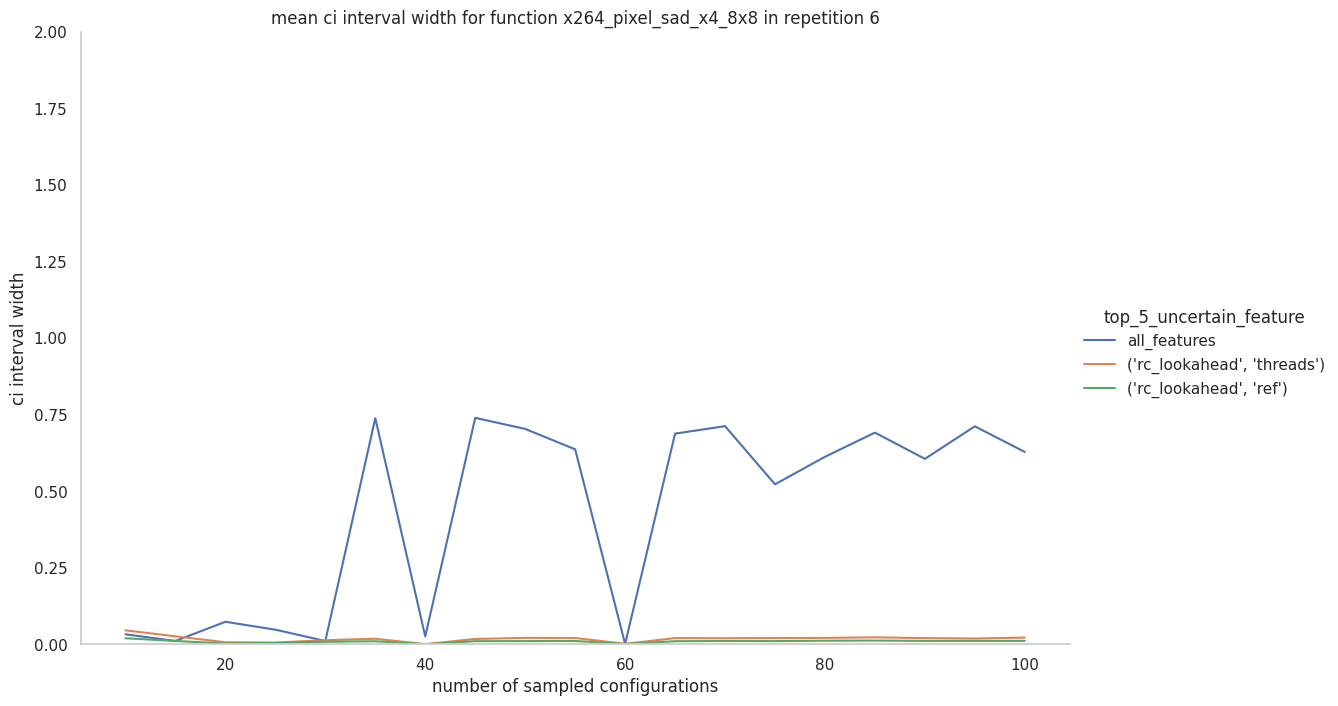 mean ci interval width for function x264_pixel_sad_x4_8x8 in repetition 6
2.00
1.75
1.50
1.25
1.00
0.75
0.50
0.25
0.00
ci interval width
20
40
60
80
100
number of sampled configurations
top_5_uncertain_feature
all_features
('rc_lookahead', 'threads')
('rc_lookahead', 'ref')